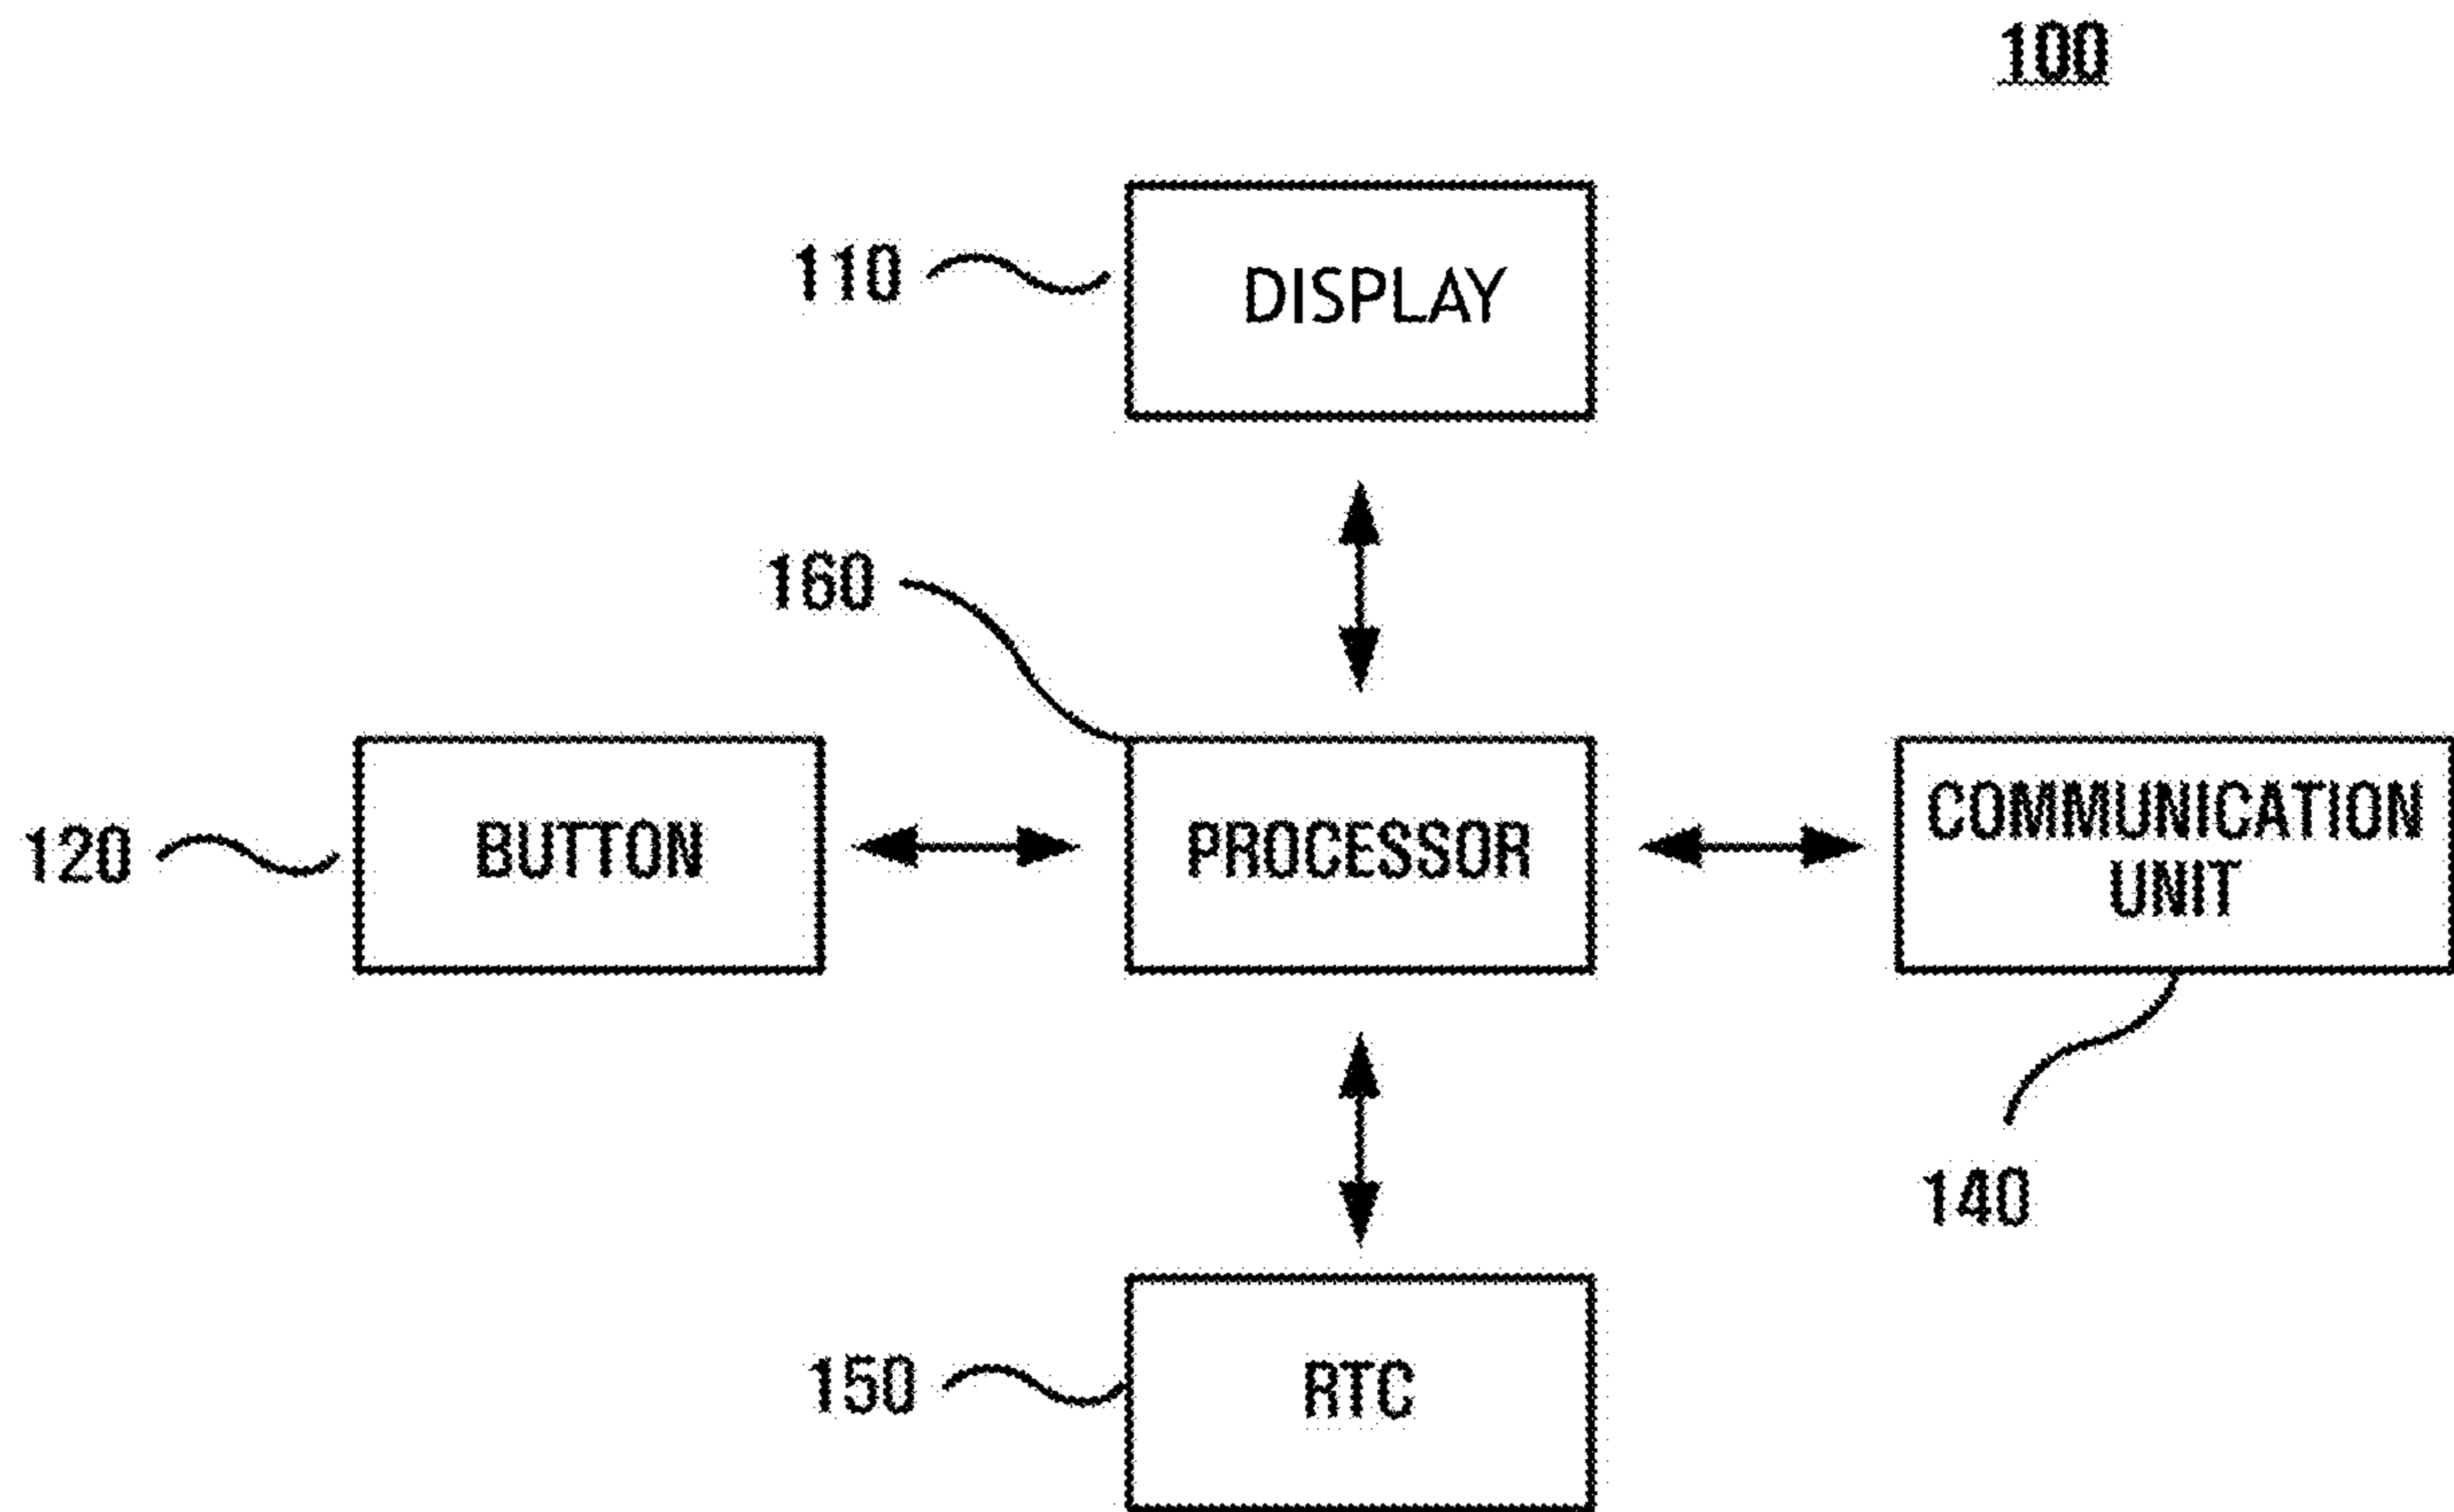 100
110
DISPLAY
160
120
BUTTON
PROCESSOR
COMMUNICATION
UNIT
140
150
RTC